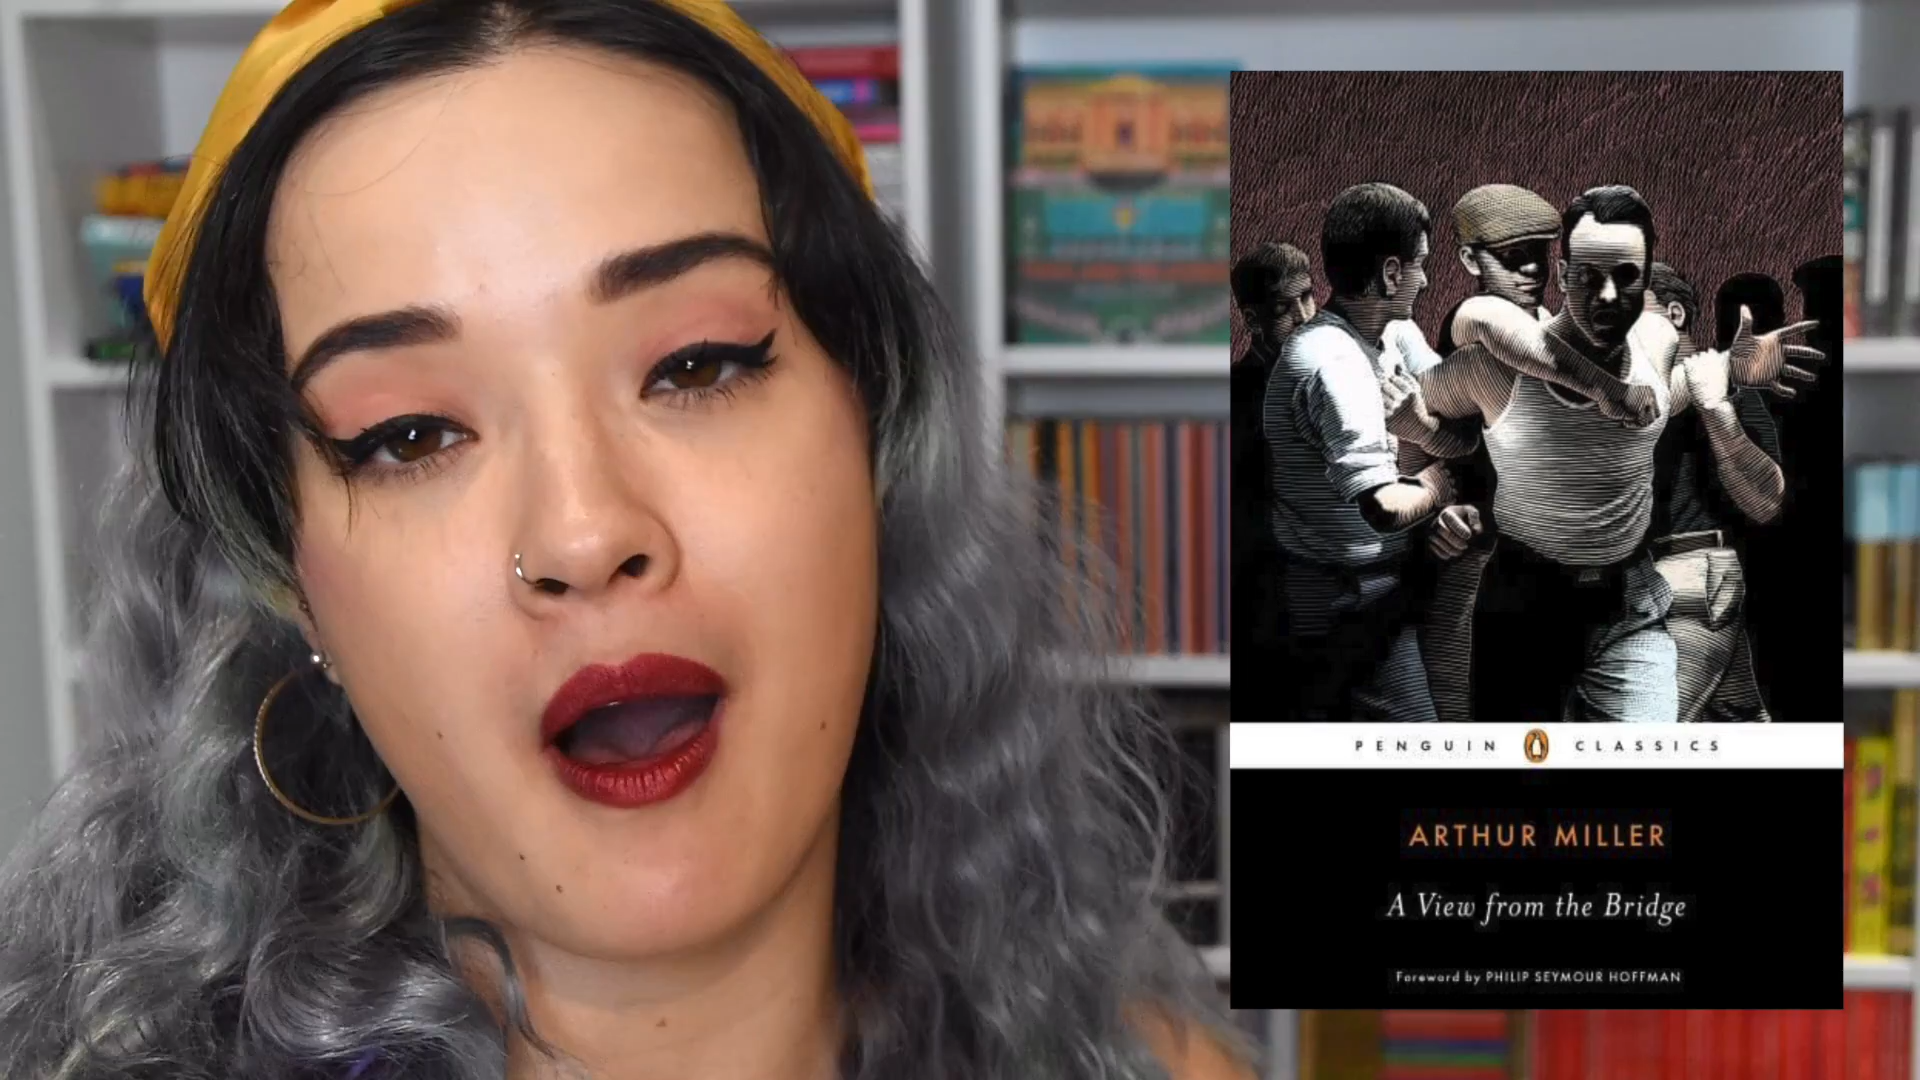 PENGUIN CLASSICS
ARTHUR MILLER
A View from the Bridge
Foreword by PHILIP SEYMOUR HOFFMAN